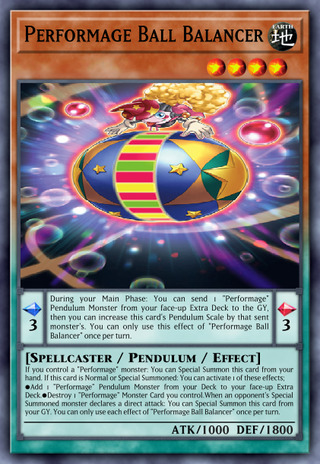 PERFORMAGE BALL BALANCER
EARTH
地
During your Main Phase: You can send 1 "Performage"
Pendulum Monster from your face-up Extra Deck to the GY,
then you can increase this card's Pendulum Scale by that sent
monster's. You can only use this effect of "Performage Ball
Balancer" once per turn.
3
3
[SPELLCASTER / PENDULUM / EFFECT]
If you control a "Performage" monster: You can Special Summon this card from your
hand. If this card is Normal or Special Summoned: You can activate 1 of these effects;
●Add 1 "Performage" Pendulum Monster from your Deck to your face-up Extra
Deck.●Destroy 1 "Performage" Monster Card you control.When an opponent's Special
Summoned monster declares a direct attack: You can Special Summon this card from
your GY. You can only use each effect of "Performage Ball Balancer" once per turn.
ATK/1000 DEF/1800